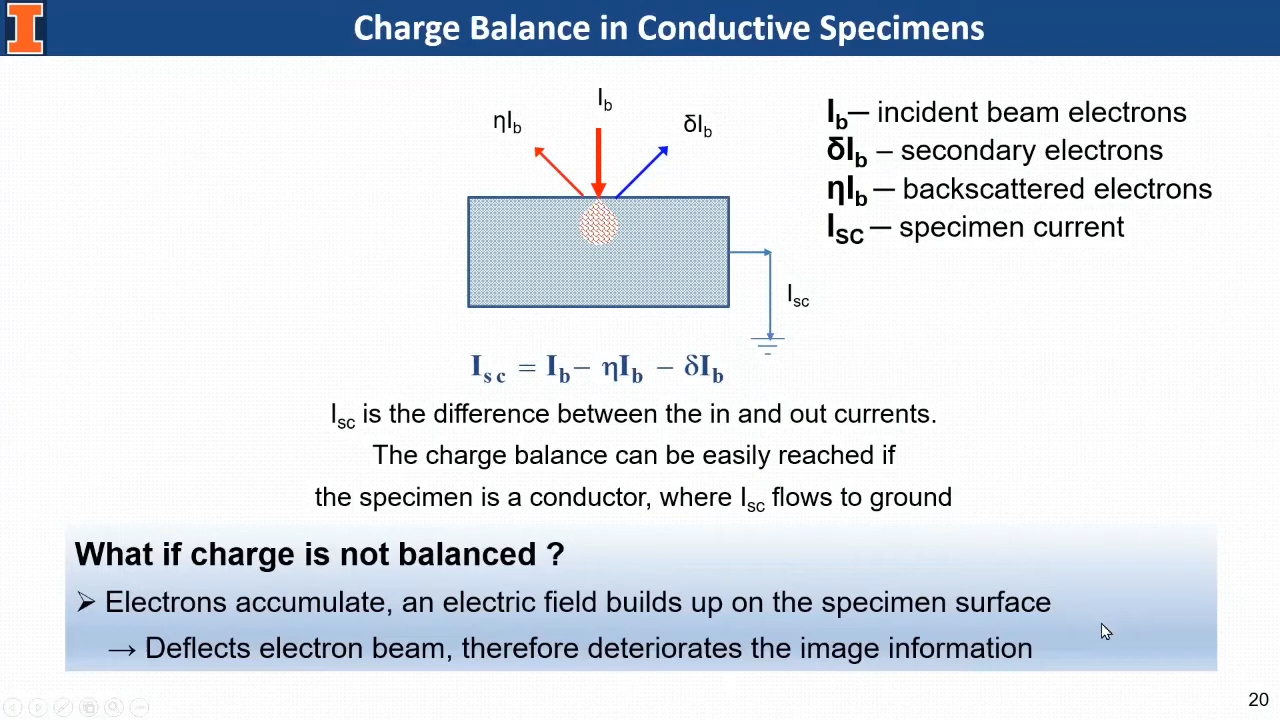 Charge Balance in Conductive Specimens
I_b
ηI_b
δI_b
I_b─ incident beam electrons
δI_b – secondary electrons
ηI_b ─ backscattered electrons
I_SC ─ specimen current
I_sc
I_sc = I_b – ηI_b – δI_b
I_sc is the difference between the in and out currents.
The charge balance can be easily reached if
the specimen is a conductor, where I_sc flows to ground
What if charge is not balanced ?
➢ Electrons accumulate, an electric field builds up on the specimen surface
→ Deflects electron beam, therefore deteriorates the image information
20